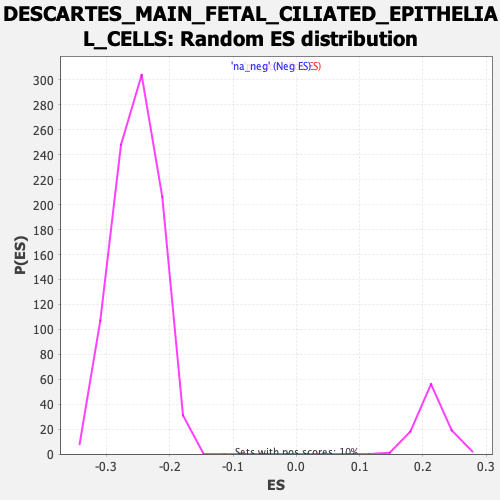 DESCARTES_MAIN_FETAL_CILIATED_EPITHELIA
L_CELLS: Random ES distribution
'na_neg' (Neg ES)
ES)
300
280
260
240
220
200
180
160
140
120
100
80
60
40
20
0
P(ES)
Sets with pos scores: 10%
-0.3 -0.2 -0.1 0.0 0.1 0.2 0.3
ES